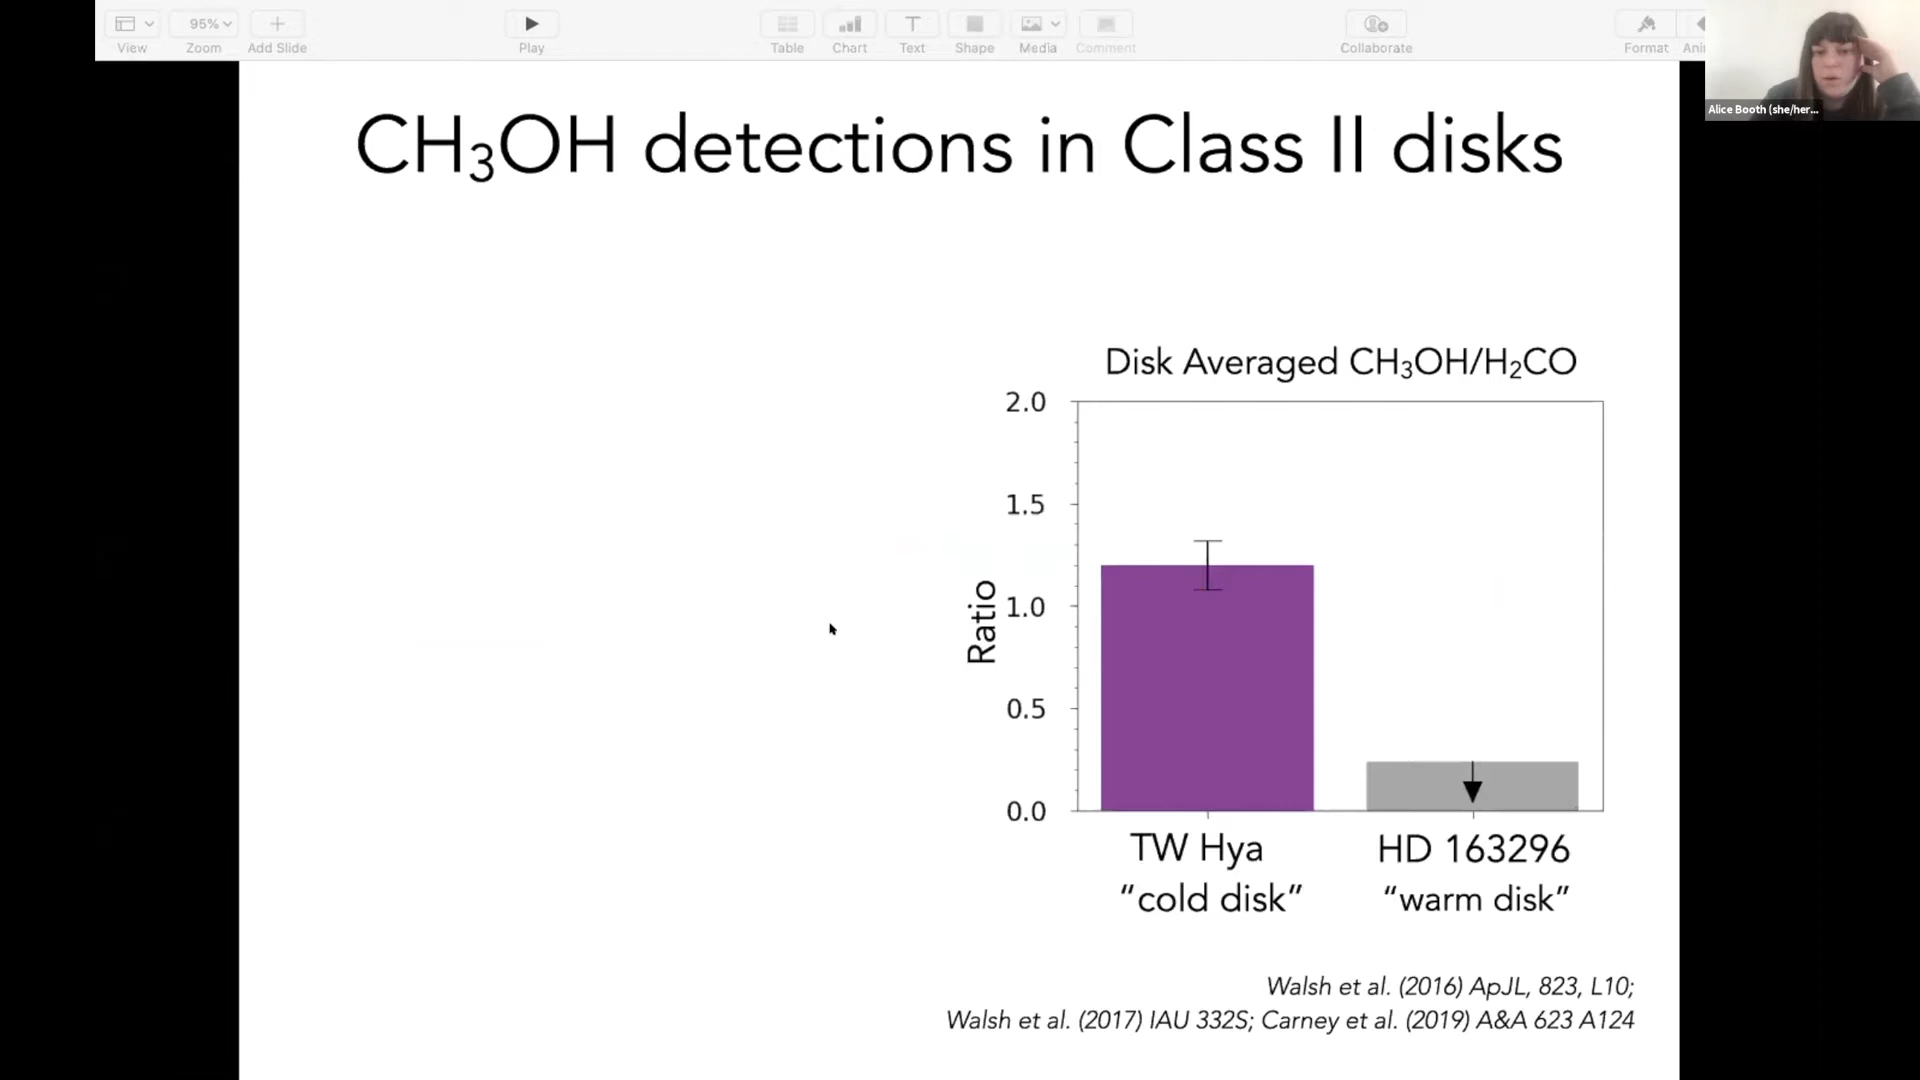 95%
View
Zoom
Add Slide
Play
Table
Chart
Text
Shape
Media
Comment
Collaborate
Format
Ani
Alice Booth (she/her...
CH₃OH detections in Class II disks
Disk Averaged CH₃OH/H₂CO
2.0
1.5
1.0
0.5
0.0
Ratio
TW Hya
“cold disk”
HD 163296
“warm disk”
Walsh et al. (2016) ApJL, 823, L10;
Walsh et al. (2017) IAU 332S; Carney et al. (2019) A&A 623 A124